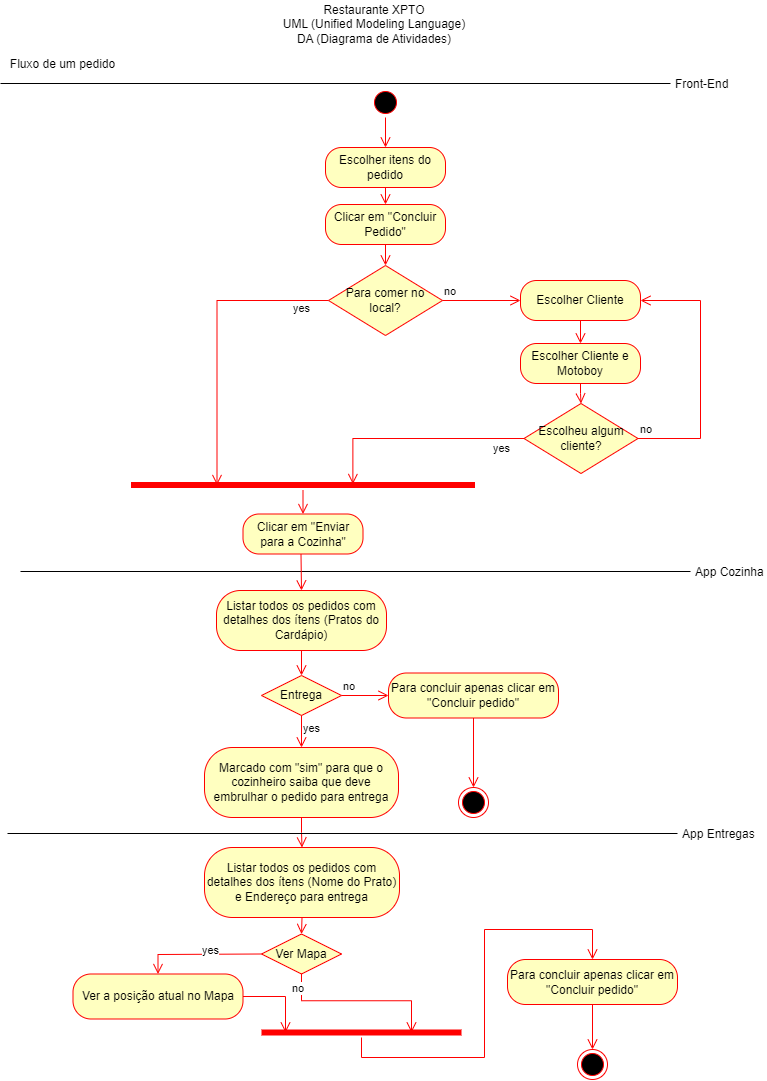 Restaurante XPTO
UML (Unified Modeling Language)
DA (Diagrama de Atividades)
Fluxo de um pedido
Front-End
Escolher itens do
pedido
Clicar em "Concluir
Pedido"
Para comer no
local?
yes
no
Escolher Cliente
Escolher Cliente e
Motoboy
Escolheu algum
cliente?
no
yes
Clicar em "Enviar
para a Cozinha"
App Cozinha
Listar todos os pedidos com
detalhes dos ítens (Pratos do
Cardápio)
Entrega
no
Para concluir apenas clicar em
"Concluir pedido"
yes
Marcado com "sim" para que o
cozinheiro saiba que deve
embrulhar o pedido para entrega
App Entregas
Listar todos os pedidos com
detalhes dos ítens (Nome do Prato)
e Endereço para entrega
Ver Mapa
yes
no
Ver a posição atual no Mapa
Para concluir apenas clicar em
"Concluir pedido"